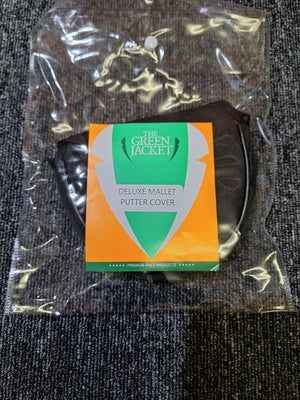 THE
GREEN
JACKET
DELUXE MALLET
PUTTER COVER
★★★★★ PREMIUM GOLF PRODUCTS ★★★★★